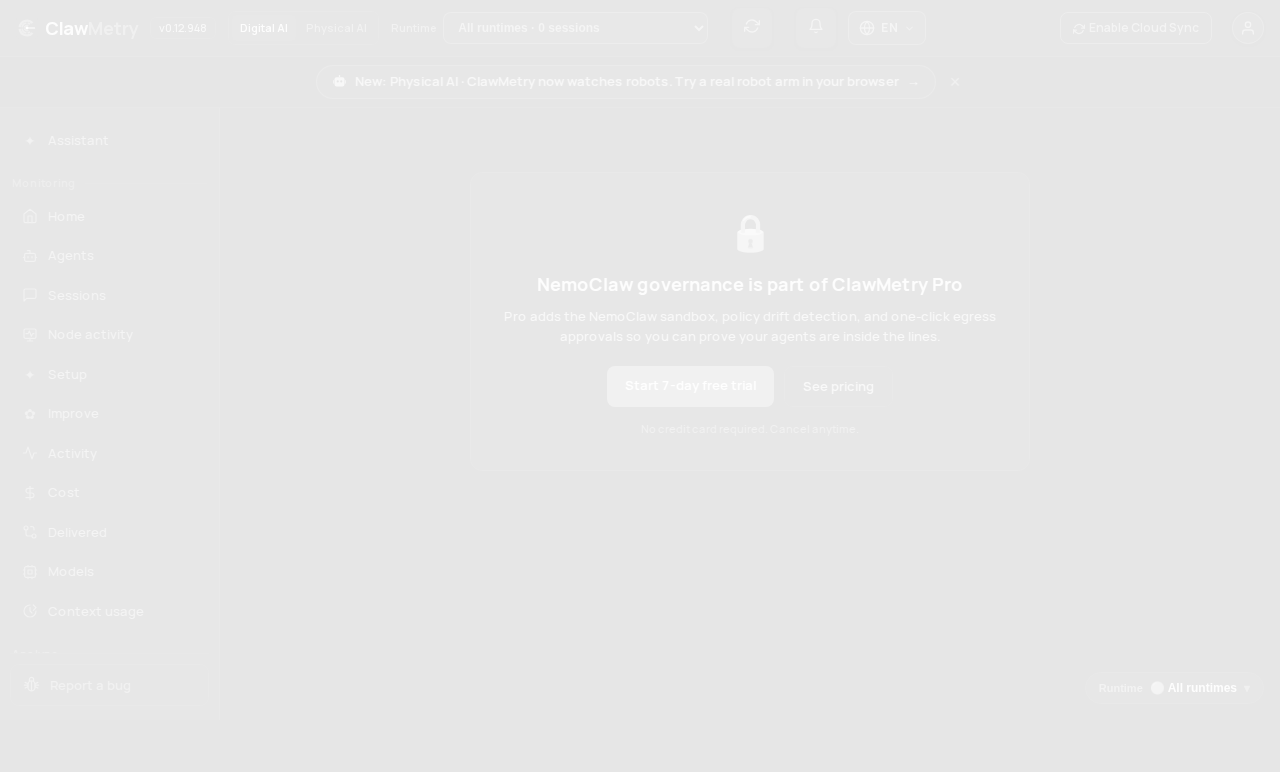 ClawMetry
v0.12.948
Digital AI
Physical AI
Runtime
All runtimes - 0 sessions
EN
Enable Cloud Sync
New: Physical AI · ClawMetry now watches robots. Try a real robot arm in your browser →
×
Assistant
Monitoring
Home
Agents
Sessions
Node activity
Setup
Improve
Activity
Cost
Delivered
Models
Context usage
Report a bug
NemoClaw governance is part of ClawMetry Pro
Pro adds the NemoClaw sandbox, policy drift detection, and one-click egress
approvals so you can prove your agents are inside the lines.
Start 7-day free trial
See pricing
No credit card required. Cancel anytime.
Runtime
All runtimes